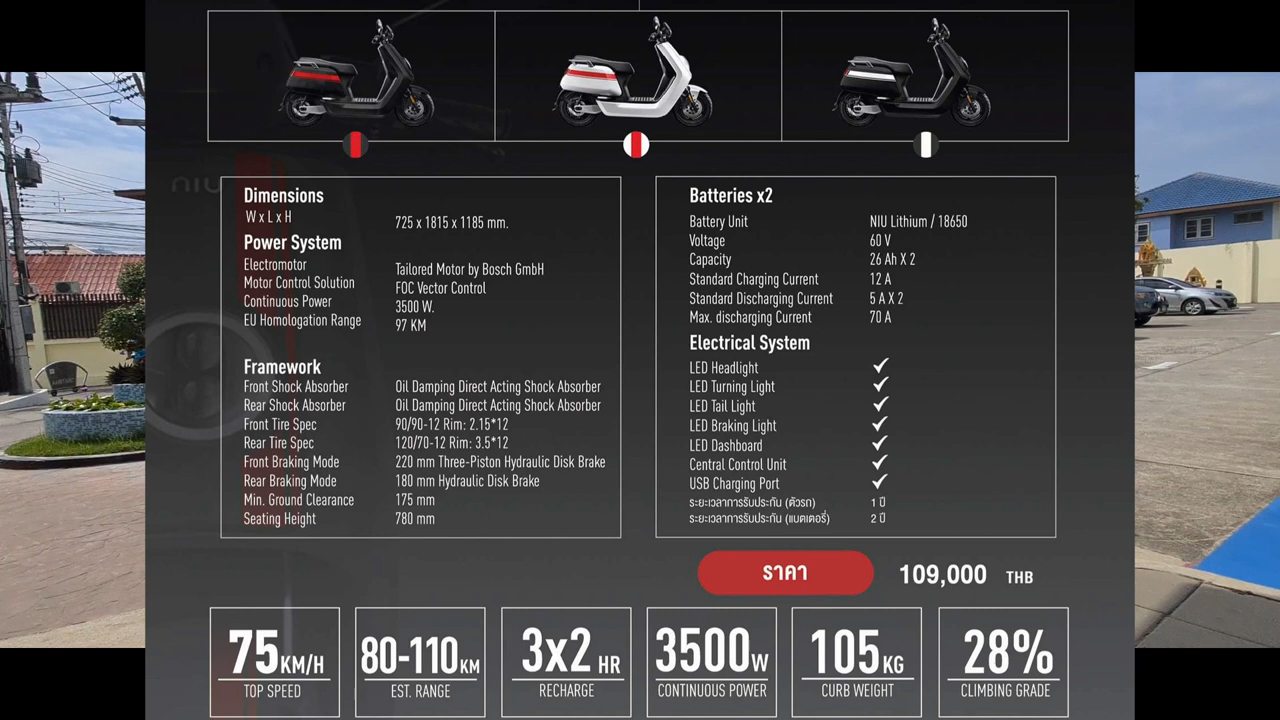 NIU
Dimensions
W x L x H 725 x 1815 x 1185 mm.
Power System
Electromotor Tailored Motor by Bosch GmbH
Motor Control Solution FOC Vector Control
Continuous Power 3500 W.
EU Homologation Range 97 KM
Framework
Front Shock Absorber Oil Damping Direct Acting Shock Absorber
Rear Shock Absorber Oil Damping Direct Acting Shock Absorber
Front Tire Spec 90/90-12 Rim: 2.15*12
Rear Tire Spec 120/70-12 Rim: 3.5*12
Front Braking Mode 220 mm Three-Piston Hydraulic Disk Brake
Rear Braking Mode 180 mm Hydraulic Disk Brake
Min. Ground Clearance 175 mm
Seating Height 780 mm
Batteries x2
Battery Unit NIU Lithium / 18650
Voltage 60 V
Capacity 26 Ah X 2
Standard Charging Current 12 A
Standard Discharging Current 5 A X 2
Max. discharging Current 70 A
Electrical System
LED Headlight ✓
LED Turning Light ✓
LED Tail Light ✓
LED Braking Light ✓
LED Dashboard ✓
Central Control Unit ✓
USB Charging Port ✓
ระยะเวลาการรับประกัน (ตัวรถ) 1 ปี
ระยะเวลาการรับประกัน (แบตเตอรี่) 2 ปี
ราคา 109,000 THB
75 KM/H
TOP SPEED
80-110 KM
EST. RANGE
3x2 HR
RECHARGE
3500 W
CONTINUOUS POWER
105 KG
CURB WEIGHT
28%
CLIMBING GRADE